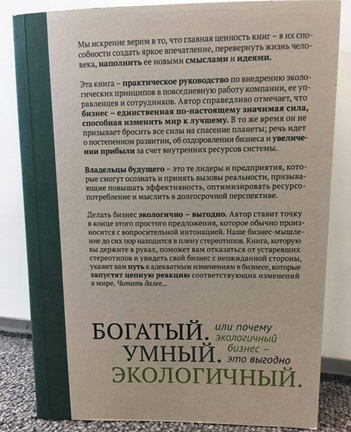 Мы искренне верим в то, что главная ценность книг – в их спо-
собности создать яркое впечатление, перевернуть жизнь чело-
века, наполнить ее новыми смыслами и идеями.
Эта книга – практическое руководство по внедрению эколо-
гических принципов в повседневную работу компании, ее уп-
равленцев и сотрудников. Автор справедливо отмечает, что
бизнес – единственная по-настоящему значимая сила,
способная изменить мир к лучшему. В то же время он не
призывает бросить все силы на спасение планеты; речь идет
о постепенном развитии, об оздоровлении бизнеса и увеличе-
нии прибыли за счет внутренних ресурсов системы.
Владельцы будущего – это те лидеры и предприятия, кото-
рые смогут осознать и принять вызовы реальности, призываю-
щие повышать эффективность, оптимизировать ресурсо-
потребление и мыслить в долгосрочной перспективе.
Делать бизнес экологично – выгодно. Автор ставит точку
в конце этого простого предложения, которое обычно произ-
носится с вопросительной интонацией. Наше бизнес-мышле-
ние до сих пор находится в плену стереотипов. Книга, которую
вы держите в руках, поможет вам отказаться от устаревших
стереотипов и увидеть свой бизнес с неожиданной стороны,
укажет вам путь к адекватным изменениям в бизнесе, которые
запустят цепную реакцию соответствующих изменений
в мире. Читать далее...
БОГАТЫЙ. или почему
УМНЫЙ. экологичный
бизнес –
это выгодно
ЭКОЛОГИЧНЫЙ.